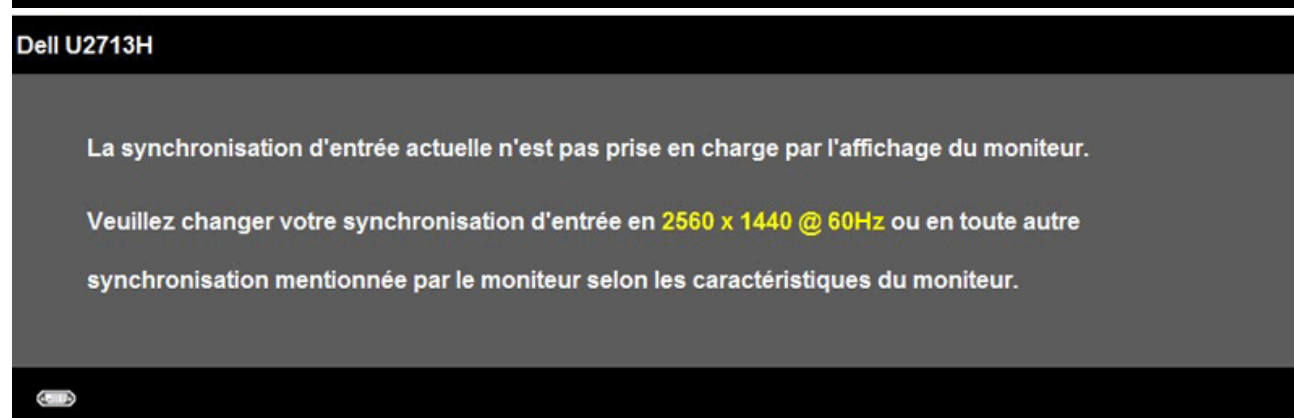 Dell U2713H
La synchronisation d'entrée actuelle n'est pas prise en charge par l'affichage du moniteur.
Veuillez changer votre synchronisation d'entrée en 2560 x 1440 @ 60Hz ou en toute autre
synchronisation mentionnée par le moniteur selon les caractéristiques du moniteur.